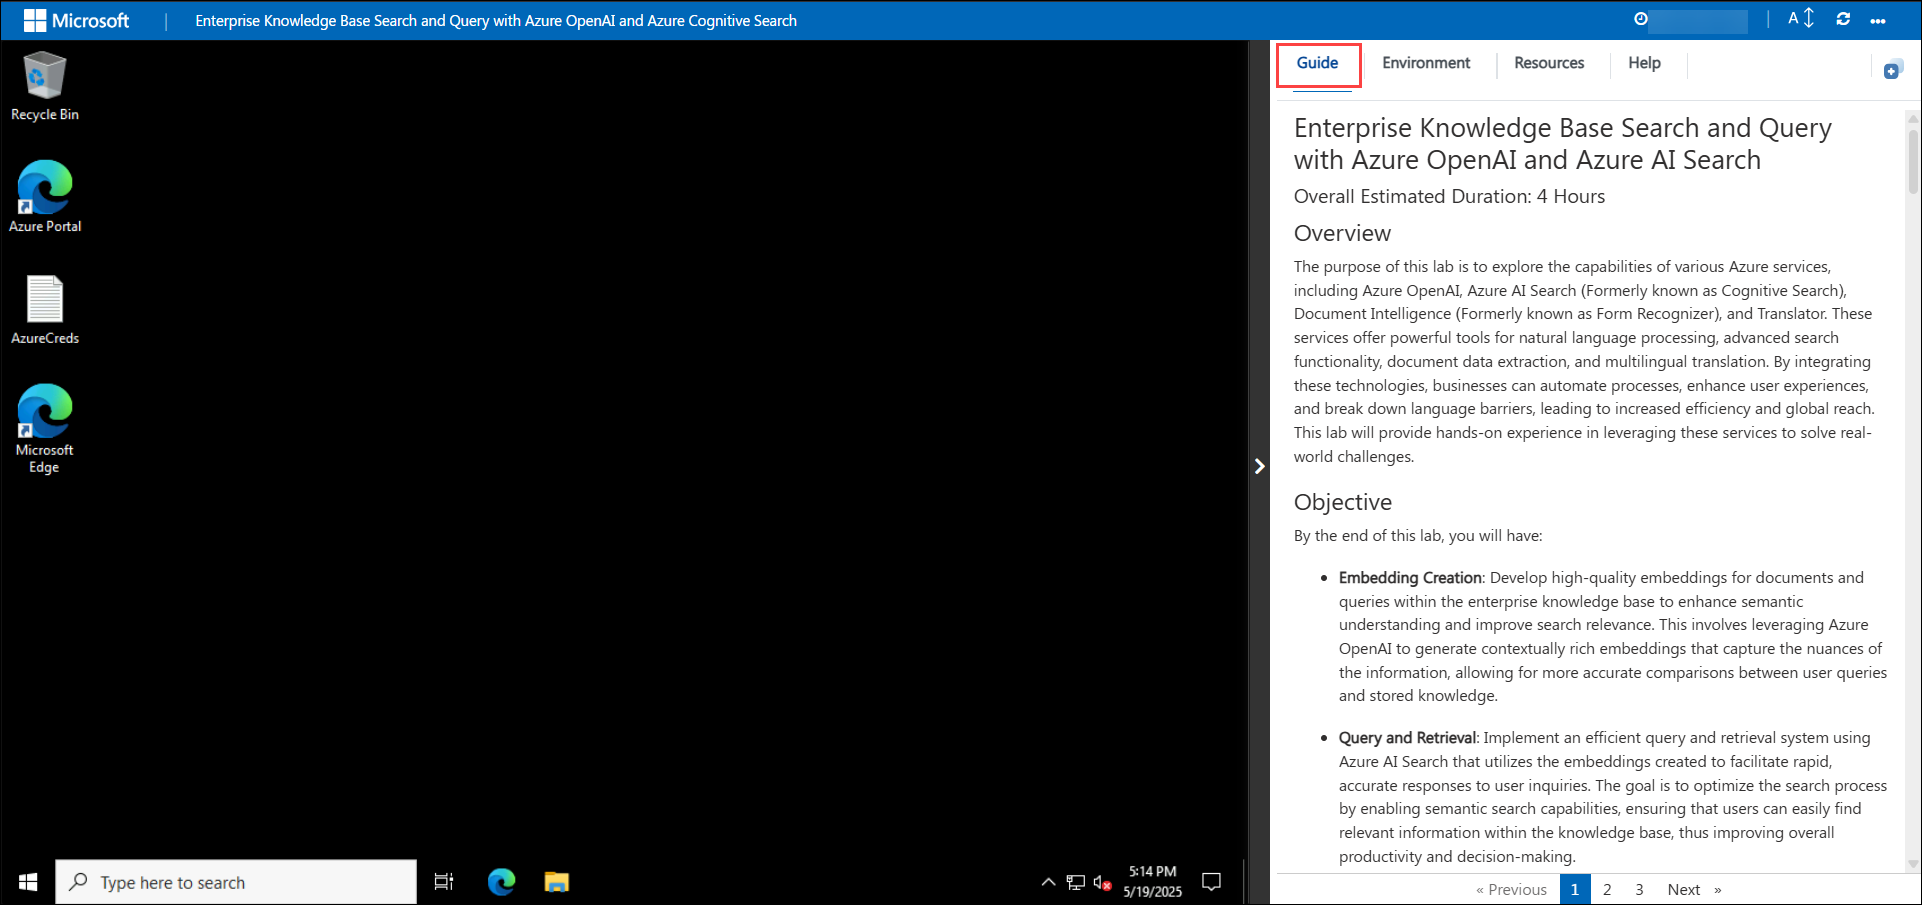 Microsoft | Enterprise Knowledge Base Search and Query with Azure OpenAI and Azure Cognitive Search A
Recycle Bin
Azure Portal
AzureCreds
Microsoft
Edge
Type here to search
5:14 PM
5/19/2025
Guide Environment Resources Help
Enterprise Knowledge Base Search and Query
with Azure OpenAI and Azure AI Search
Overall Estimated Duration: 4 Hours
Overview
The purpose of this lab is to explore the capabilities of various Azure services,
including Azure OpenAI, Azure AI Search (Formerly known as Cognitive Search),
Document Intelligence (Formerly known as Form Recognizer), and Translator. These
services offer powerful tools for natural language processing, advanced search
functionality, document data extraction, and multilingual translation. By integrating
these technologies, businesses can automate processes, enhance user experiences,
and break down language barriers, leading to increased efficiency and global reach.
This lab will provide hands-on experience in leveraging these services to solve real-
world challenges.
Objective
By the end of this lab, you will have:
• Embedding Creation: Develop high-quality embeddings for documents and
queries within the enterprise knowledge base to enhance semantic
understanding and improve search relevance. This involves leveraging Azure
OpenAI to generate contextually rich embeddings that capture the nuances of
the information, allowing for more accurate comparisons between user queries
and stored knowledge.
• Query and Retrieval: Implement an efficient query and retrieval system using
Azure AI Search that utilizes the embeddings created to facilitate rapid,
accurate responses to user inquiries. The goal is to optimize the search process
by enabling semantic search capabilities, ensuring that users can easily find
relevant information within the knowledge base, thus improving overall
productivity and decision-making.
« Previous 1 2 3 Next »